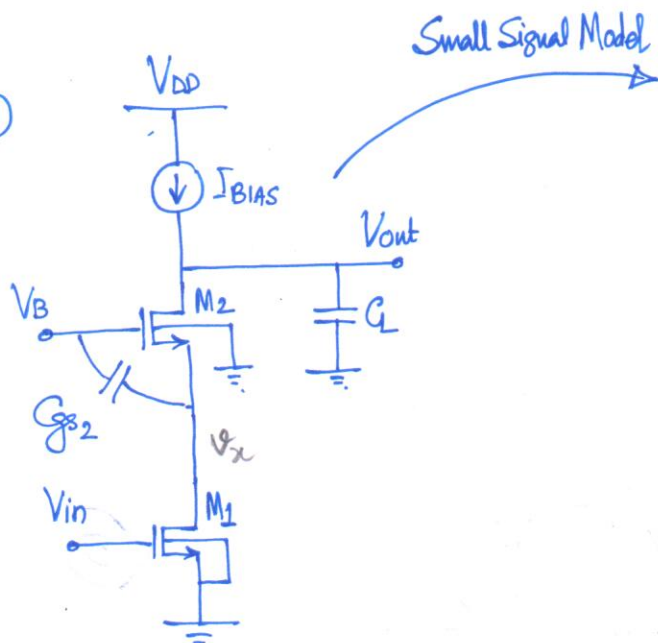 Small Signal Model
VDD
IBIAS
Vout
VB
M2
CL
Cgs2
vx
Vin
M1